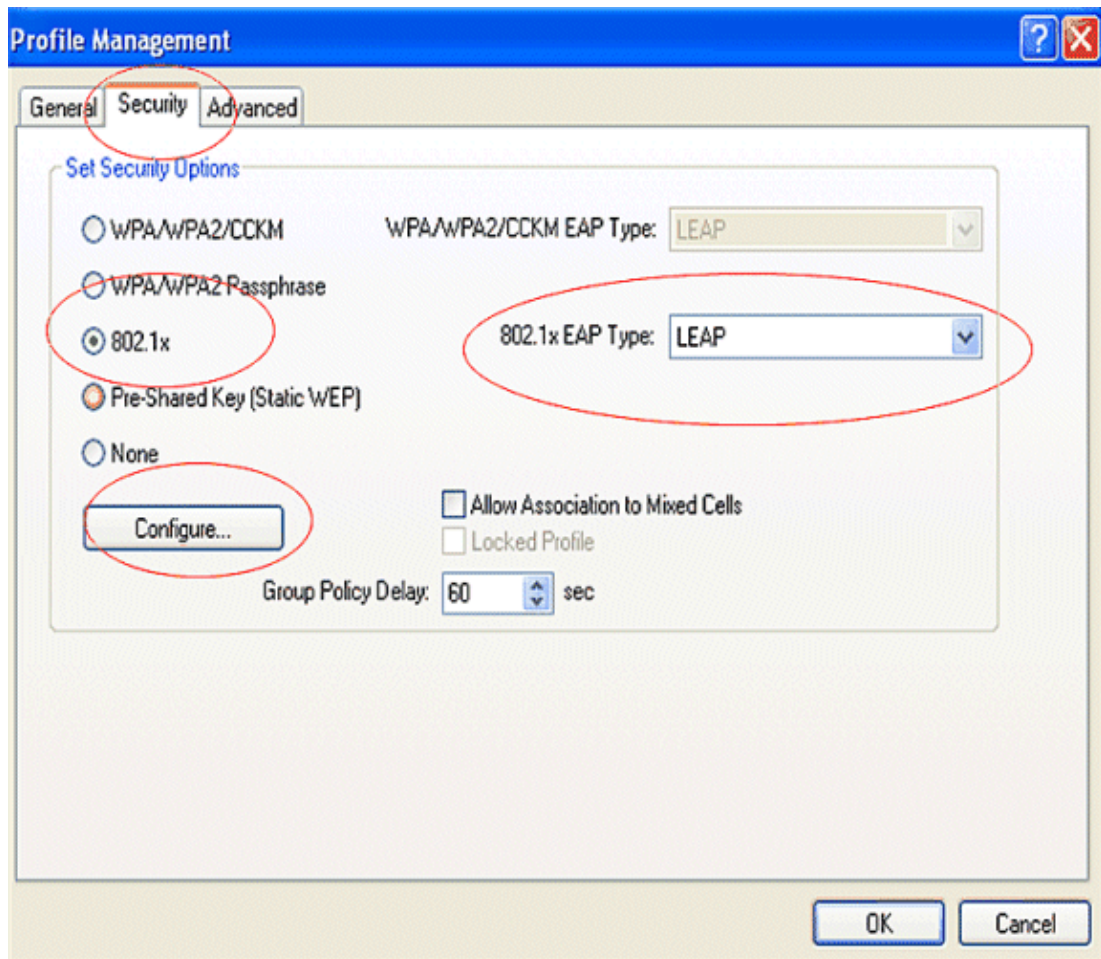 Profile Management
General Security Advanced
Set Security Options
WPA/WPA2/CCKM WPA/WPA2/CCKM EAP Type: LEAP
WPA/WPA2 Passphrase
802.1x 802.1x EAP Type: LEAP
Pre-Shared Key (Static WEP)
None
Allow Association to Mixed Cells
Configure...
Locked Profile
Group Policy Delay: 60 sec
OK Cancel